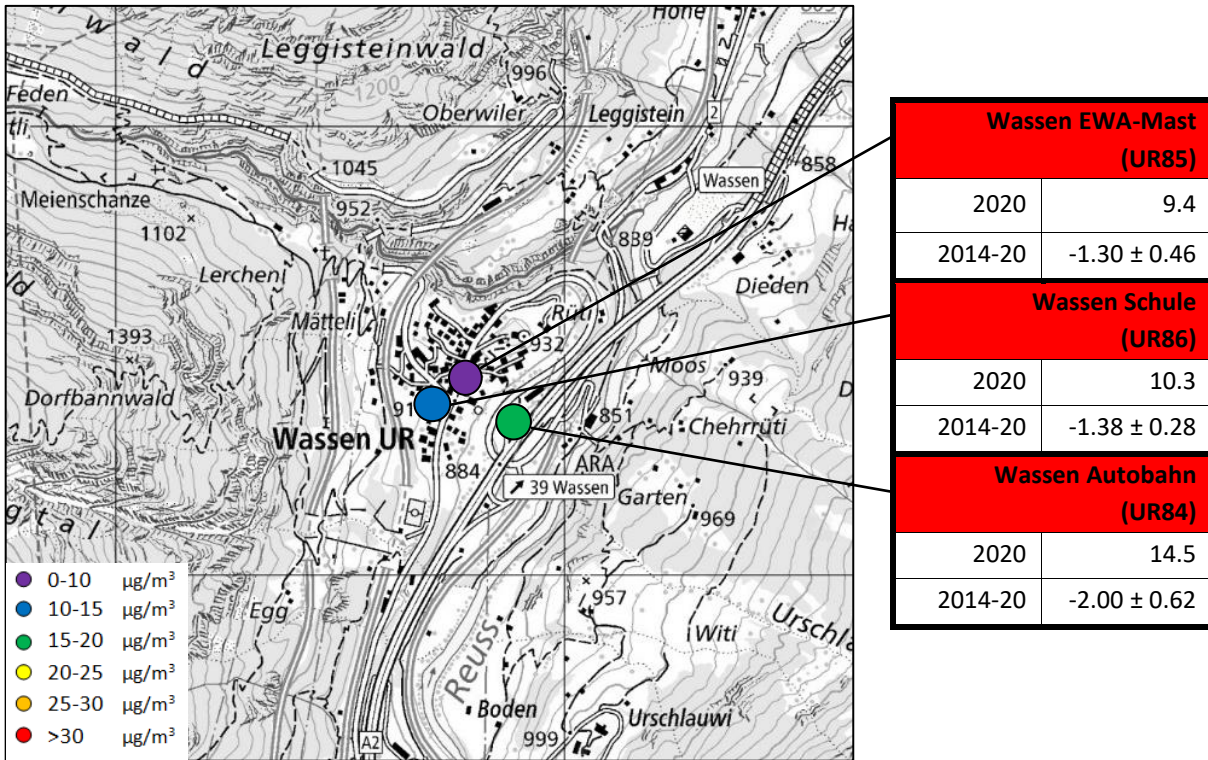 Leggisteinwald
1200
Höhe
Feden
996
Oberwiler
Leggistein
2
1045
Wassen
858
Meienschanze
952
1102
839
Lercheni
Dieden
Mätteli
Rüti
932
1393
Moos
939
Dorfbannwald
91
851
Chehrrüti
Wassen UR
884
ARA
39 Wassen
Garten
969
957
Egg
Witi
Reuss
Boden
Urschlauwi
999
A2
0-10 µg/m³
10-15 µg/m³
15-20 µg/m³
20-25 µg/m³
25-30 µg/m³
>30 µg/m³
Wassen EWA-Mast
(UR85)
2020 9.4
2014-20 -1.30 ± 0.46
Wassen Schule
(UR86)
2020 10.3
2014-20 -1.38 ± 0.28
Wassen Autobahn
(UR84)
2020 14.5
2014-20 -2.00 ± 0.62